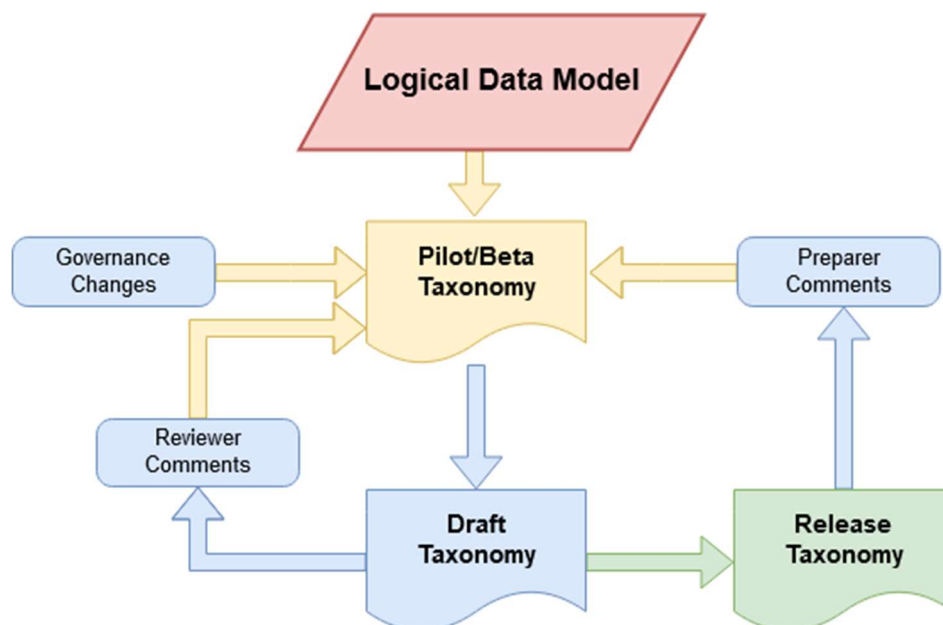 Logical Data Model
Governance
Changes
Pilot/Beta
Taxonomy
Preparer
Comments
Reviewer
Comments
Draft
Taxonomy
Release
Taxonomy